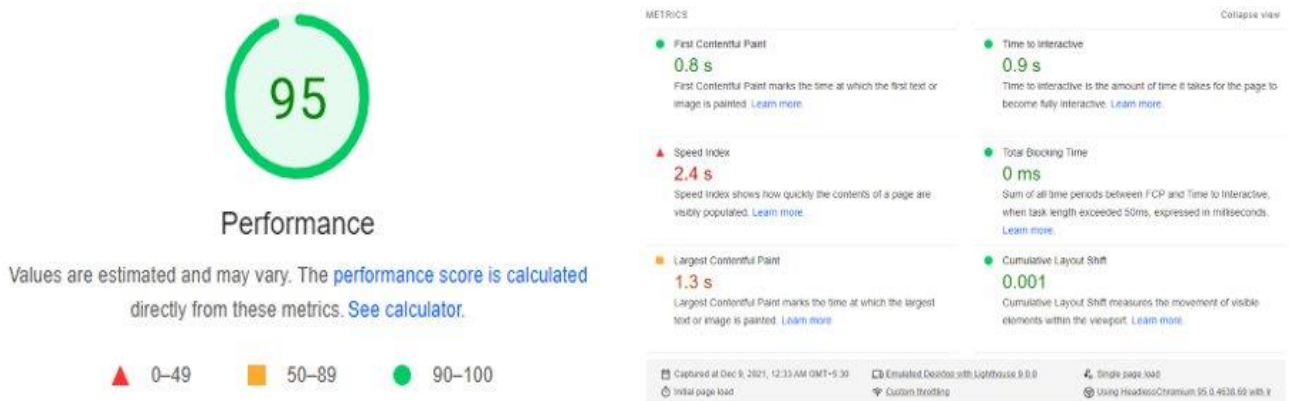 95
Performance
Values are estimated and may vary. The performance score is calculated
directly from these metrics. See calculator.
0–49 50–89 90–100
METRICS Collapse view
First Contentful Paint
0.8 s
First Contentful Paint marks the time at which the first text or
image is painted. Learn more.
Time to Interactive
0.9 s
Time to interactive is the amount of time it takes for the page to
become fully interactive. Learn more.
Speed Index
2.4 s
Speed Index shows how quickly the contents of a page are
visibly populated. Learn more.
Total Blocking Time
0 ms
Sum of all time periods between FCP and Time to Interactive,
when task length exceeded 50ms, expressed in milliseconds.
Learn more.
Largest Contentful Paint
1.3 s
Largest Contentful Paint marks the time at which the largest
text or image is painted. Learn more
Cumulative Layout Shift
0.001
Cumulative Layout Shift measures the movement of visible
elements within the viewport. Learn more.
Captured at Dec 9, 2021, 12:33 AM GMT+5:30 Emulated Desktop with Lighthouse 9.0.0 Single page load
Initial page load Custom throttling Using HeadlessChromium 95.0.4638.69 with lr